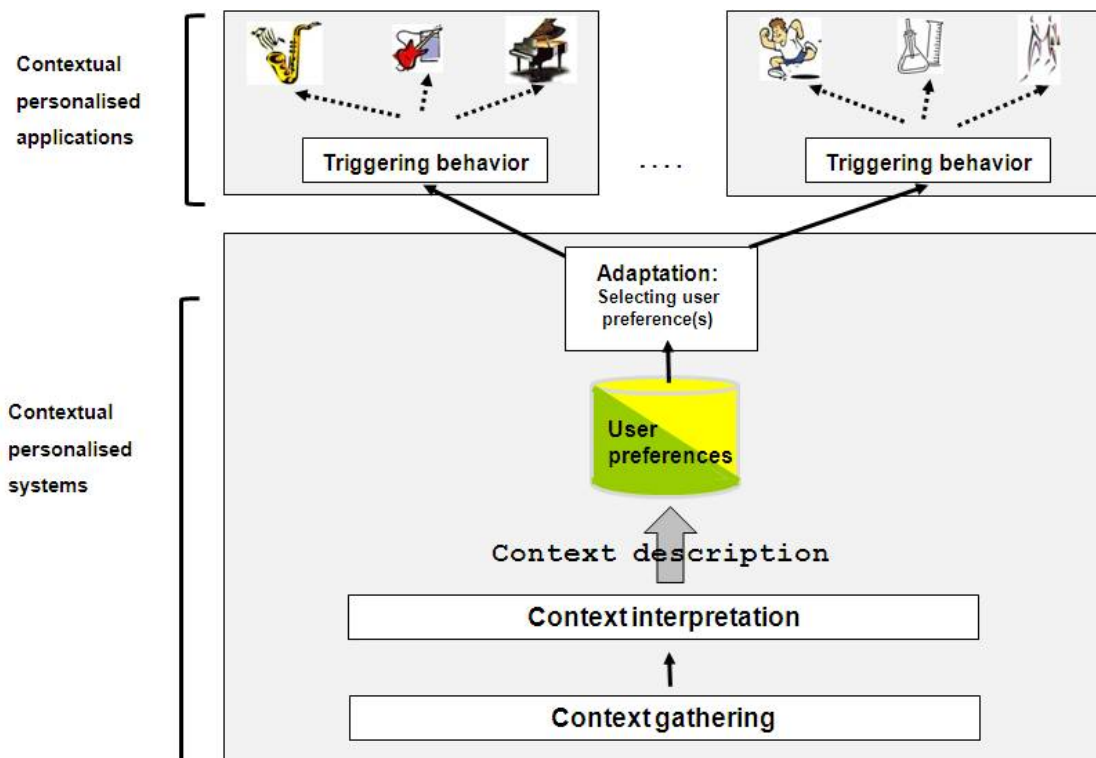 Contextual
personalised
applications
Triggering behavior
. . . .
Triggering behavior
Adaptation:
Selecting user
preference(s)
Contextual
personalised
systems
User
preferences
Context description
Context interpretation
Context gathering